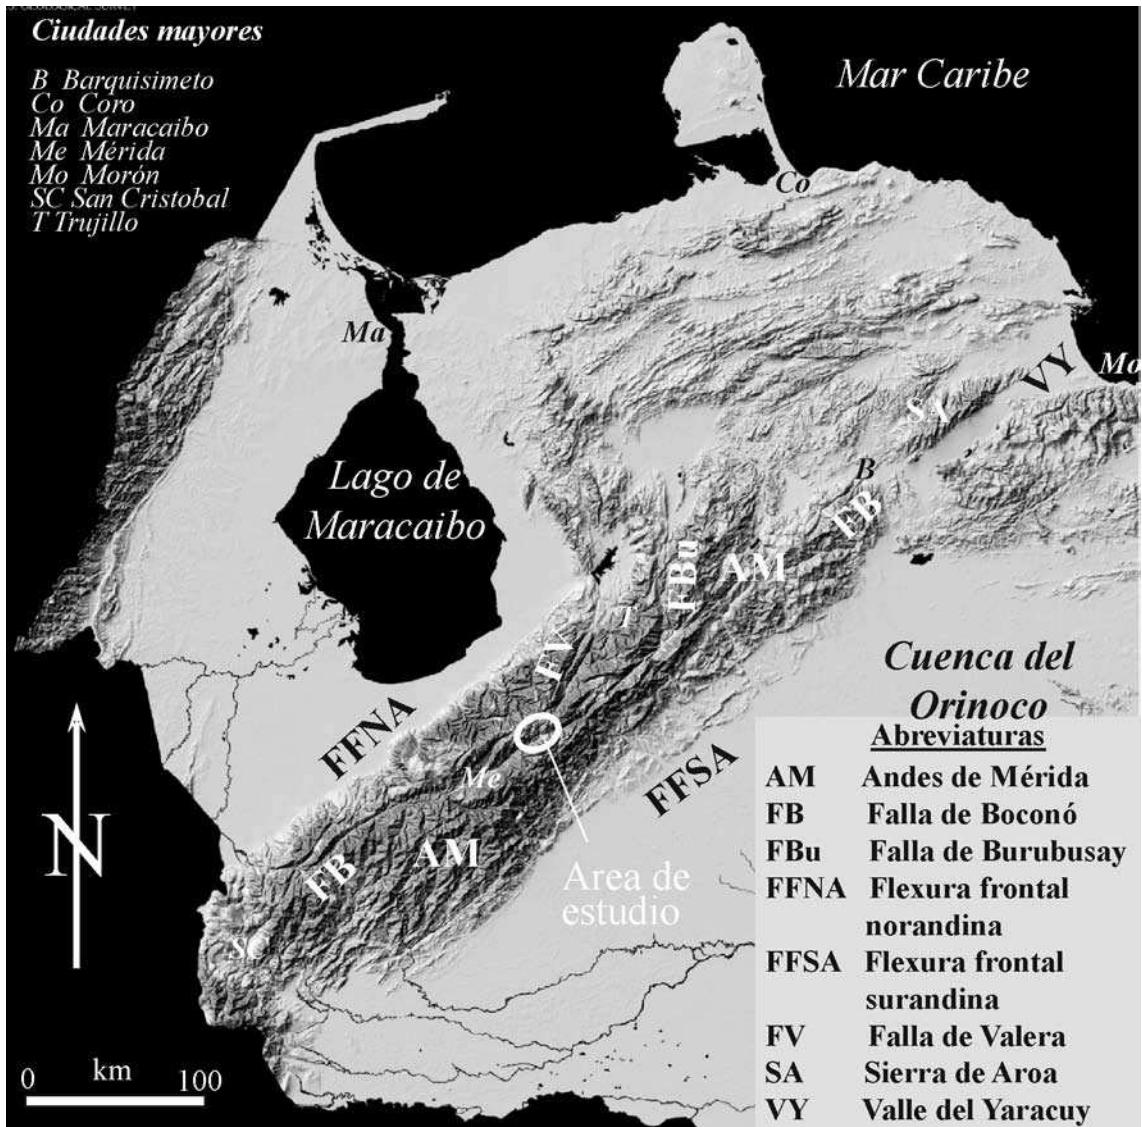 GEOLOGICAL SURVEY
Ciudades mayores
B Barquisimeto
Co Coro
Ma Maracaibo
Me Mérida
Mo Morón
SC San Cristobal
T Trujillo
Mar Caribe
Co
Ma
Mo
VY
SA
Lago de
Maracaibo
B
FB
FBu
AM
T
FV
Cuenca del
Orinoco
FFNA
FFSA
Me
AM
FB
Area de
estudio
SC
N
0 km 100
Abreviaturas
AM Andes de Mérida
FB Falla de Boconó
FBu Falla de Burubusay
FFNA Flexura frontal
norandina
FFSA Flexura frontal
surandina
FV Falla de Valera
SA Sierra de Aroa
VY Valle del Yaracuy